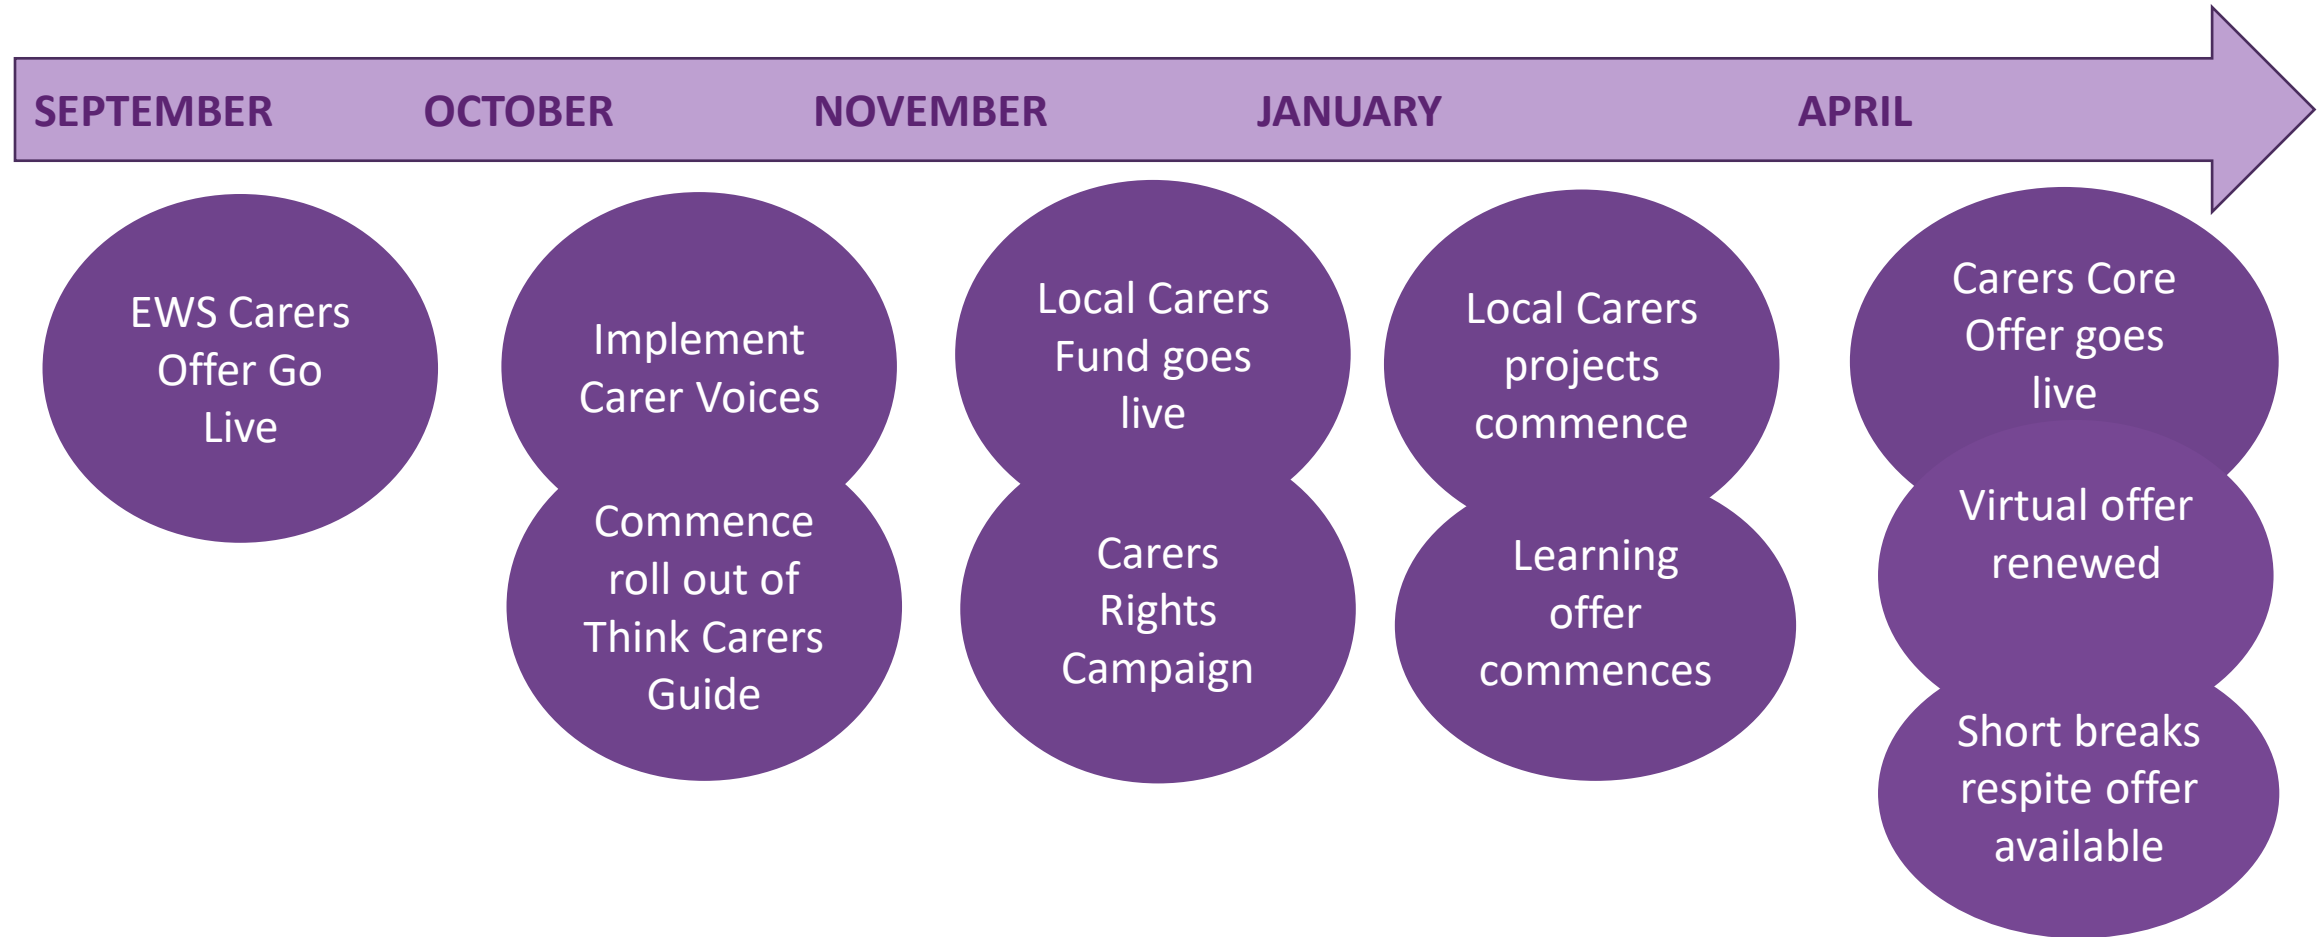 SEPTEMBER OCTOBER NOVEMBER JANUARY APRIL
EWS Carers
Offer Go
Live
Implement
Carer Voices
Commence
roll out of
Think Carers
Guide
Local Carers
Fund goes
live
Carers
Rights
Campaign
Local Carers
projects
commence
Learning
offer
commences
Carers Core
Offer goes
live
Virtual offer
renewed
Short breaks
respite offer
available